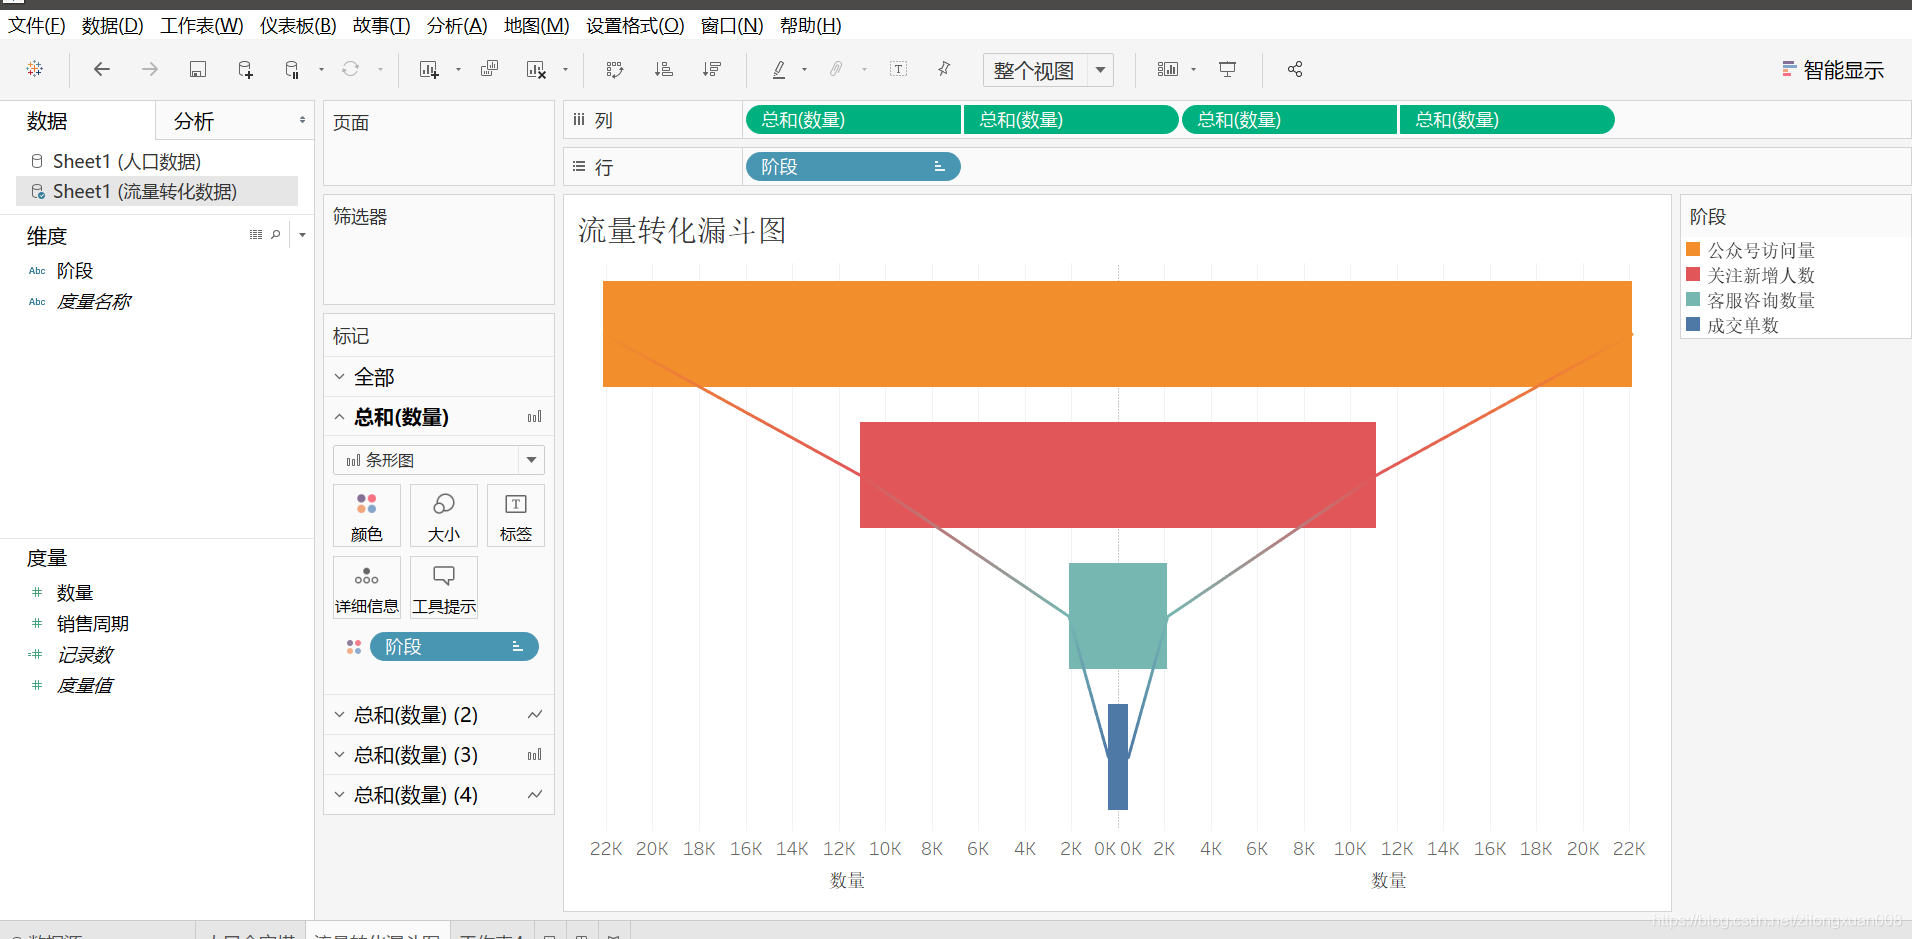 文件(F) 数据(D) 工作表(W) 仪表板(B) 故事(T) 分析(A) 地图(M) 设置格式(O) 窗口(N) 帮助(H)
整个视图
智能显示
数据
分析
Sheet1 (人口数据)
Sheet1 (流量转化数据)
维度
Abc 阶段
Abc 度量名称
度量
# 数量
# 销售周期
=# 记录数
# 度量值
页面
筛选器
标记
全部
总和(数量)
条形图
颜色
大小
标签
详细信息
工具提示
阶段
总和(数量) (2)
总和(数量) (3)
总和(数量) (4)
列
总和(数量) 总和(数量) 总和(数量) 总和(数量)
行
阶段
流量转化漏斗图
22K 20K 18K 16K 14K 12K 10K 8K 6K 4K 2K 0K 0K 2K 4K 6K 8K 10K 12K 14K 16K 18K 20K 22K
数量 数量
阶段
公众号访问量
关注新增人数
客服咨询数量
成交单数
https://blog.csdn.net/zilongxuan008